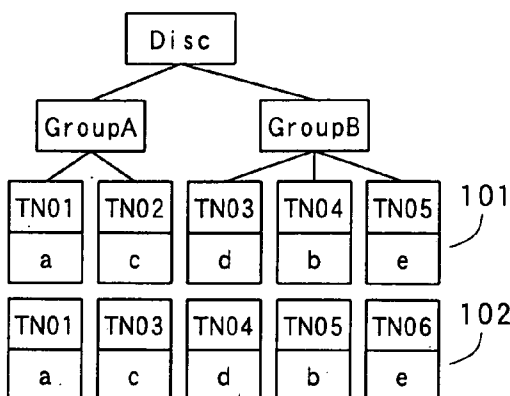 Disc
GroupA GroupB
TN01 TN02 TN03 TN04 TN05 101
a c d b e
TN01 TN03 TN04 TN05 TN06 102
a c d b e